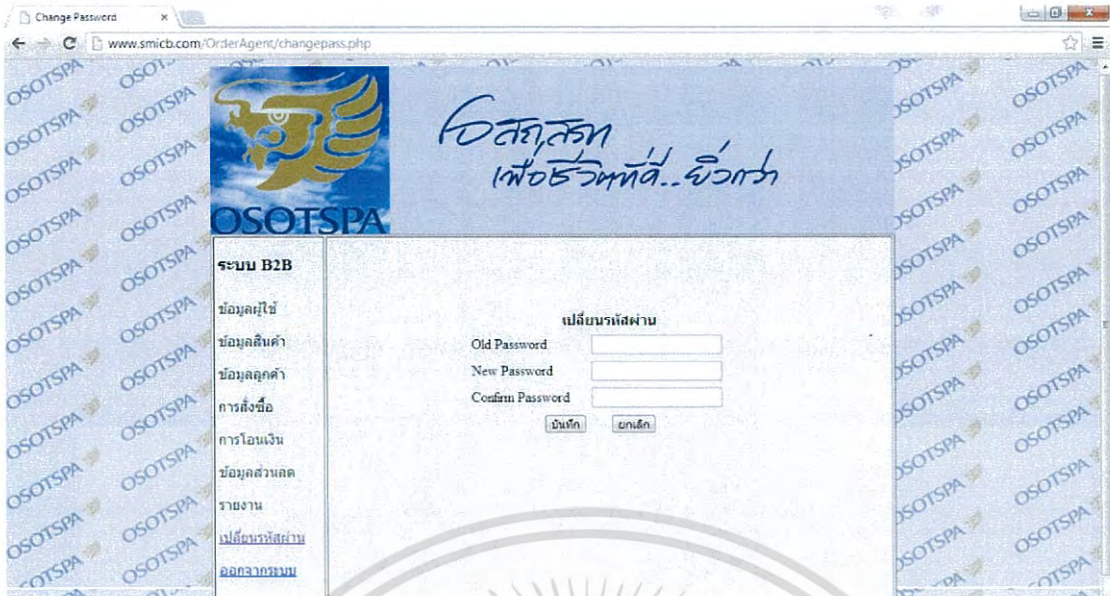 Change Password
www.smicb.com/OrderAgent/changepass.php
โอสถสภา
เพื่อชีวิตที่ดี..ยิ่งกว่า
OSOTSPA
ระบบ B2B
ข้อมูลผู้ใช้
ข้อมูลสินค้า
ข้อมูลลูกค้า
การสั่งซื้อ
การโอนเงิน
ข้อมูลส่วนลด
รายงาน
เปลี่ยนรหัสผ่าน
ออกจากระบบ
เปลี่ยนรหัสผ่าน
Old Password
New Password
Confirm Password
บันทึก ยกเลิก